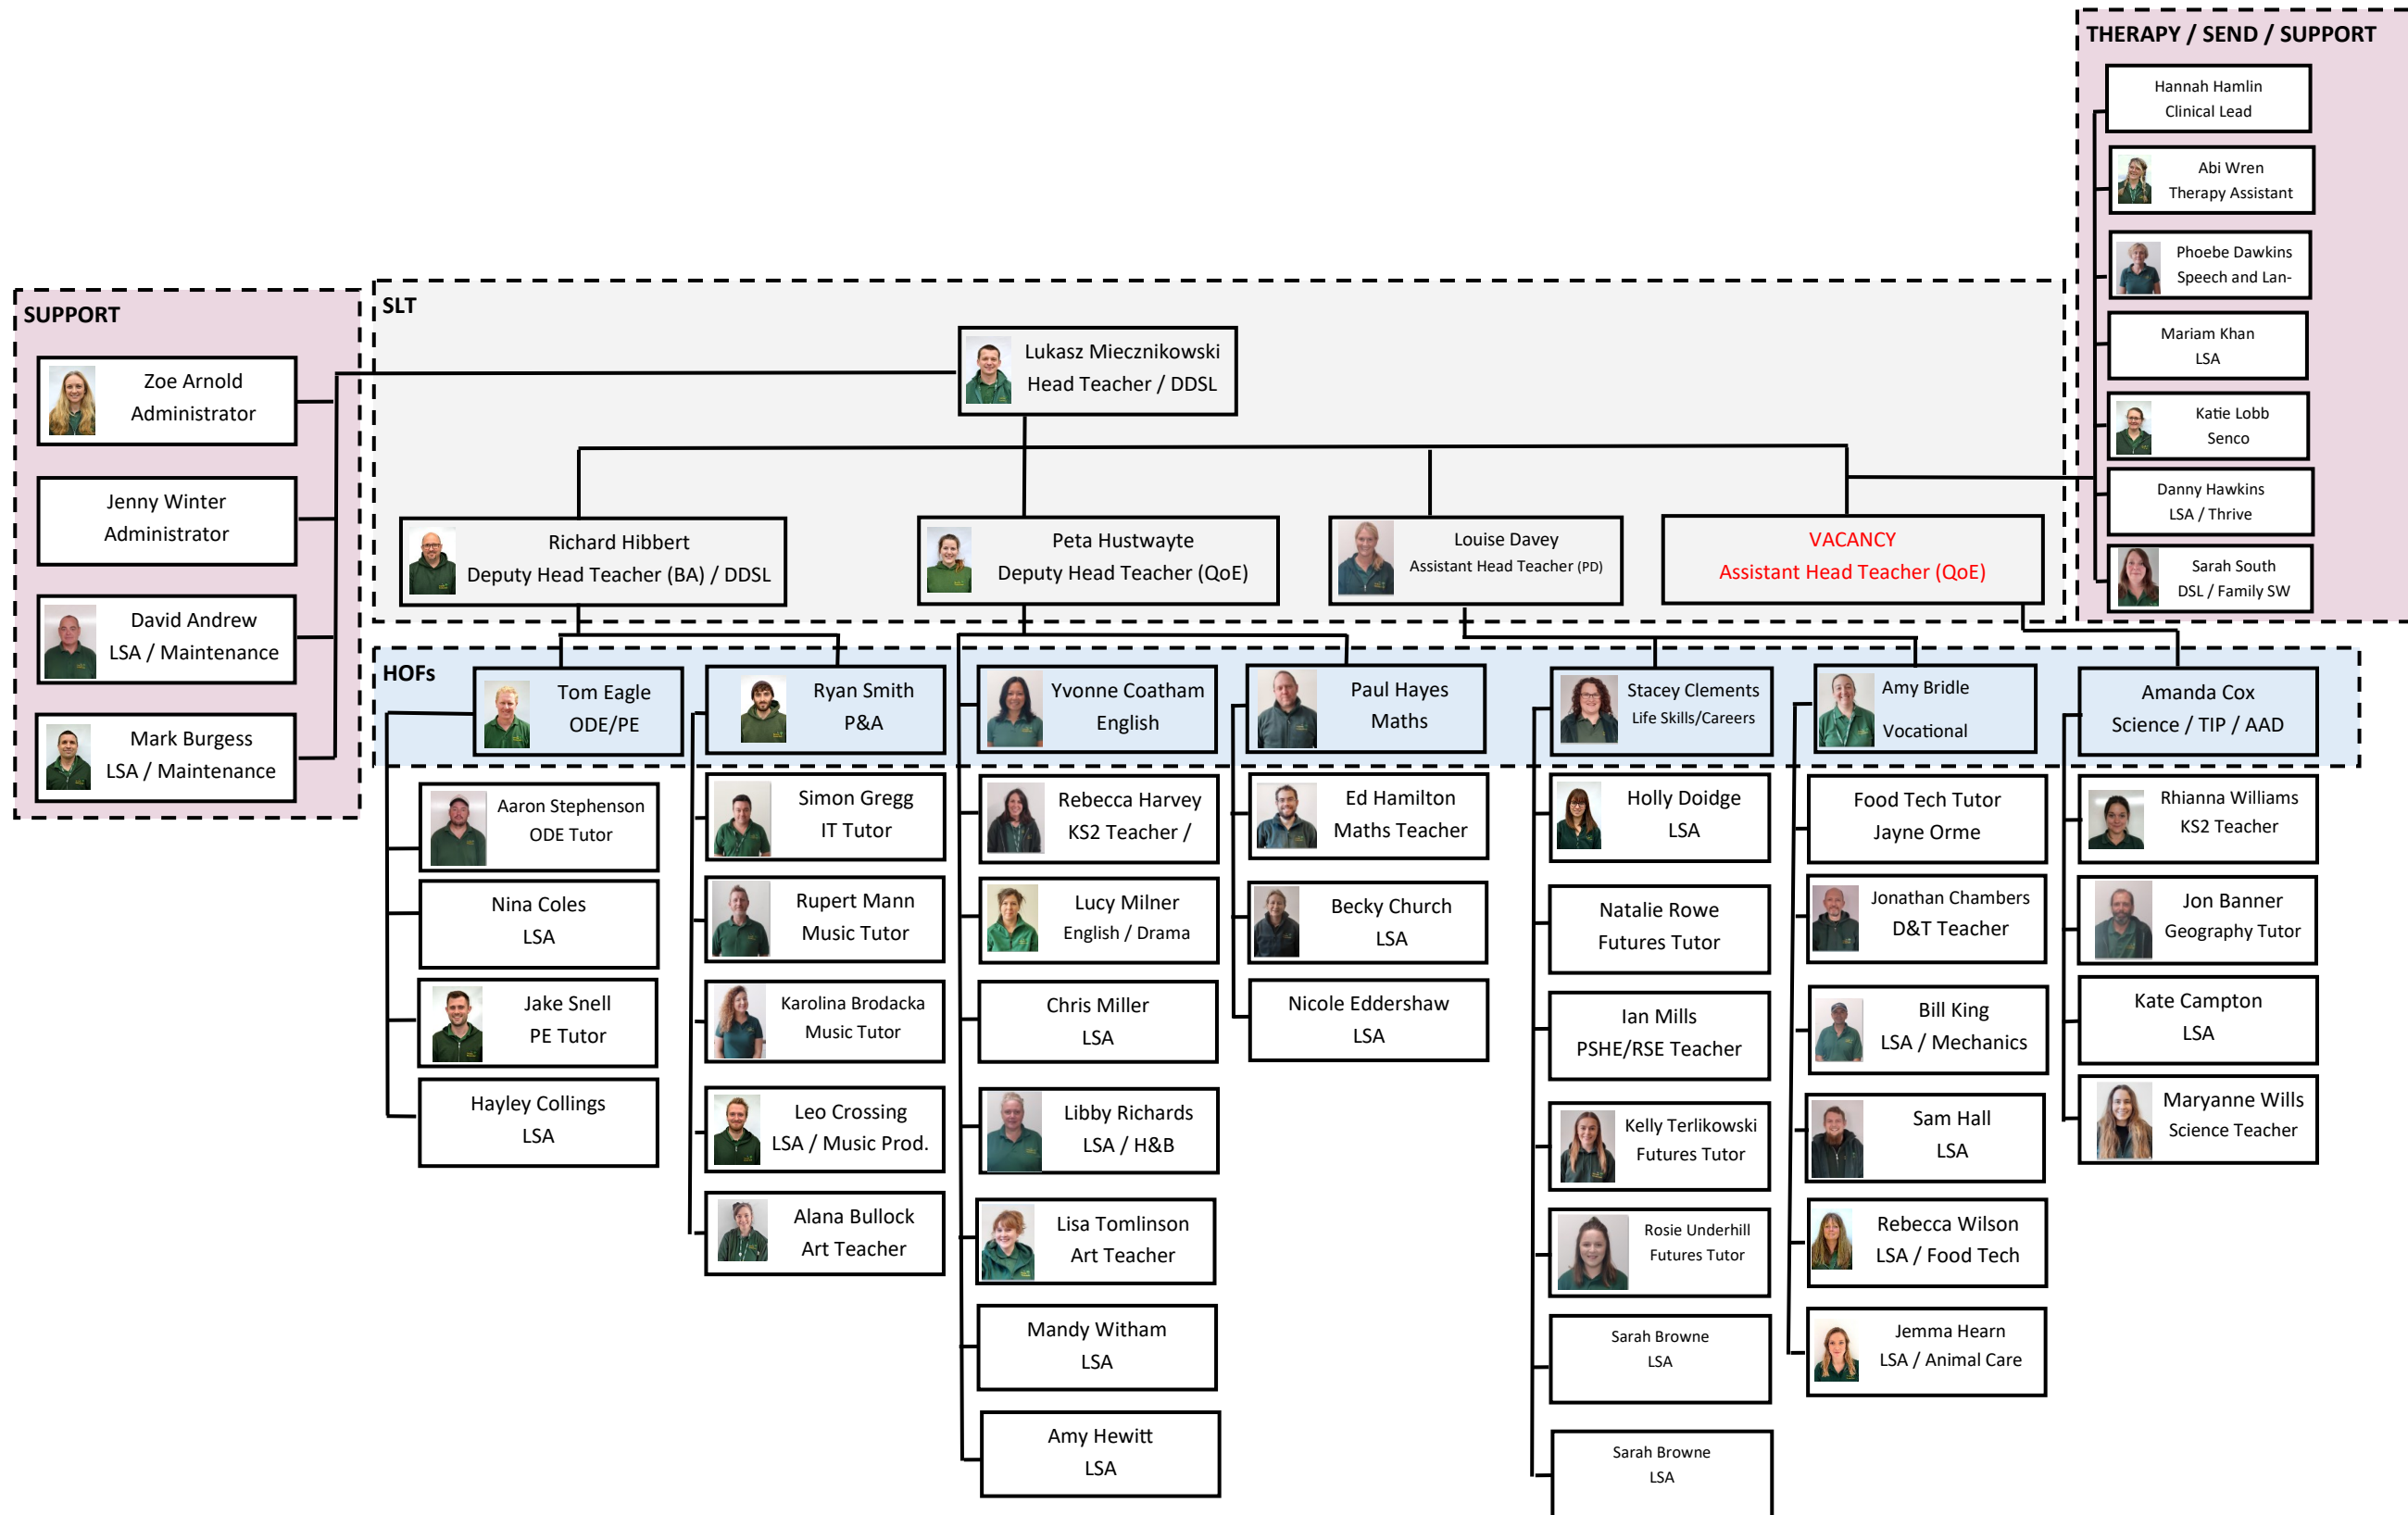 THERAPY / SEND / SUPPORT
Hannah Hamlin
Clinical Lead
Abi Wren
Therapy Assistant
Phoebe Dawkins
Speech and Lan-
Mariam Khan
LSA
Katie Lobb
Senco
Danny Hawkins
LSA / Thrive
Sarah South
DSL / Family SW
SUPPORT
Zoe Arnold
Administrator
Jenny Winter
Administrator
David Andrew
LSA / Maintenance
Mark Burgess
LSA / Maintenance
SLT
Lukasz Miecznikowski
Head Teacher / DDSL
Richard Hibbert
Deputy Head Teacher (BA) / DDSL
Peta Hustwayte
Deputy Head Teacher (QoE)
Louise Davey
Assistant Head Teacher (PD)
VACANCY
Assistant Head Teacher (QoE)
HOFs
Tom Eagle
ODE/PE
Ryan Smith
P&A
Yvonne Coatham
English
Paul Hayes
Maths
Stacey Clements
Life Skills/Careers
Amy Bridle
Vocational
Amanda Cox
Science / TIP / AAD
Aaron Stephenson
ODE Tutor
Nina Coles
LSA
Jake Snell
PE Tutor
Hayley Collings
LSA
Simon Gregg
IT Tutor
Rupert Mann
Music Tutor
Karolina Brodacka
Music Tutor
Leo Crossing
LSA / Music Prod.
Alana Bullock
Art Teacher
Rebecca Harvey
KS2 Teacher /
Lucy Milner
English / Drama
Chris Miller
LSA
Libby Richards
LSA / H&B
Lisa Tomlinson
Art Teacher
Mandy Witham
LSA
Amy Hewitt
LSA
Ed Hamilton
Maths Teacher
Becky Church
LSA
Nicole Eddershaw
LSA
Holly Doidge
LSA
Natalie Rowe
Futures Tutor
Ian Mills
PSHE/RSE Teacher
Kelly Terlikowski
Futures Tutor
Rosie Underhill
Futures Tutor
Sarah Browne
LSA
Sarah Browne
LSA
Food Tech Tutor
Jayne Orme
Jonathan Chambers
D&T Teacher
Bill King
LSA / Mechanics
Sam Hall
LSA
Rebecca Wilson
LSA / Food Tech
Jemma Hearn
LSA / Animal Care
Rhianna Williams
KS2 Teacher
Jon Banner
Geography Tutor
Kate Campton
LSA
Maryanne Wills
Science Teacher